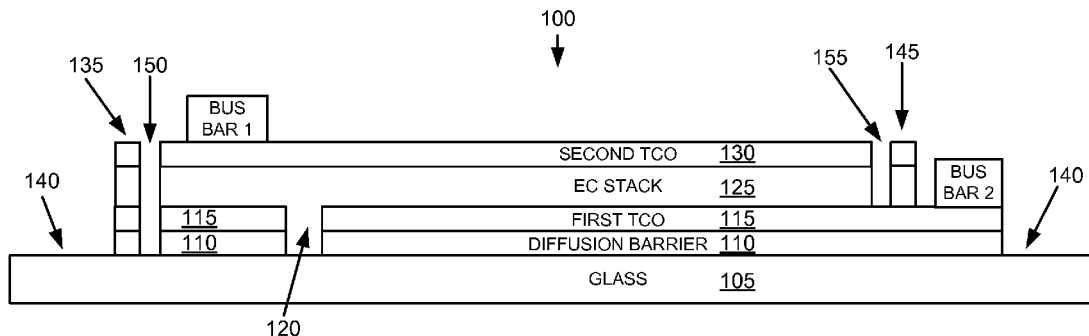 100
135
150
155
145
BUS
BAR 1
SECOND TCO 130
BUS
BAR 2
140
EC STACK 125
140
115
FIRST TCO 115
110
DIFFUSION BARRIER 110
GLASS 105
120